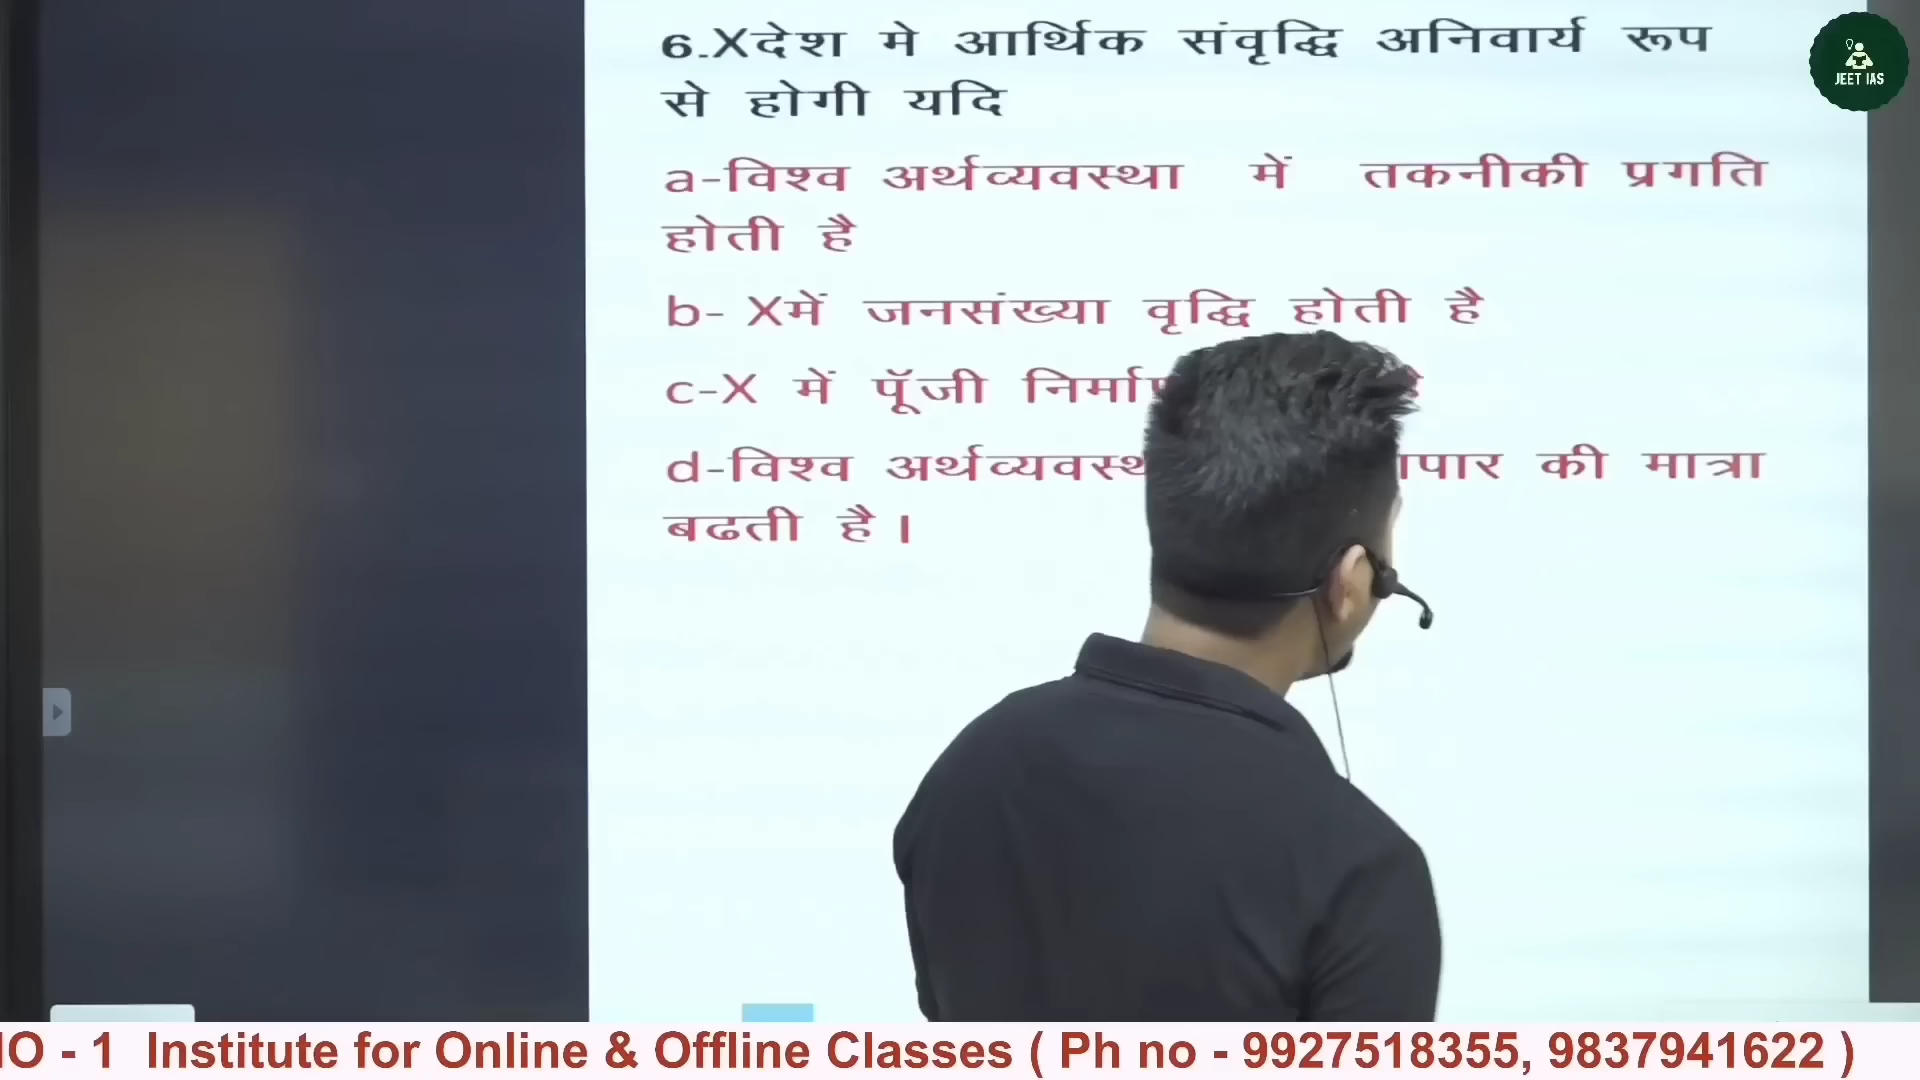 6.Xदेश मे आर्थिक संवृद्धि अनिवार्य रूप
से होगी यदि
a-विश्व अर्थव्यवस्था में तकनीकी प्रगति
होती है
b- Xमें जनसंख्या वृद्धि होती है
c-X में पूॅजी
d-विश्व की मात्रा
बढती है।
JEET IAS
- 1 Institute for Online & Offline Classes ( Ph no - 9927518355, 9837941622 )